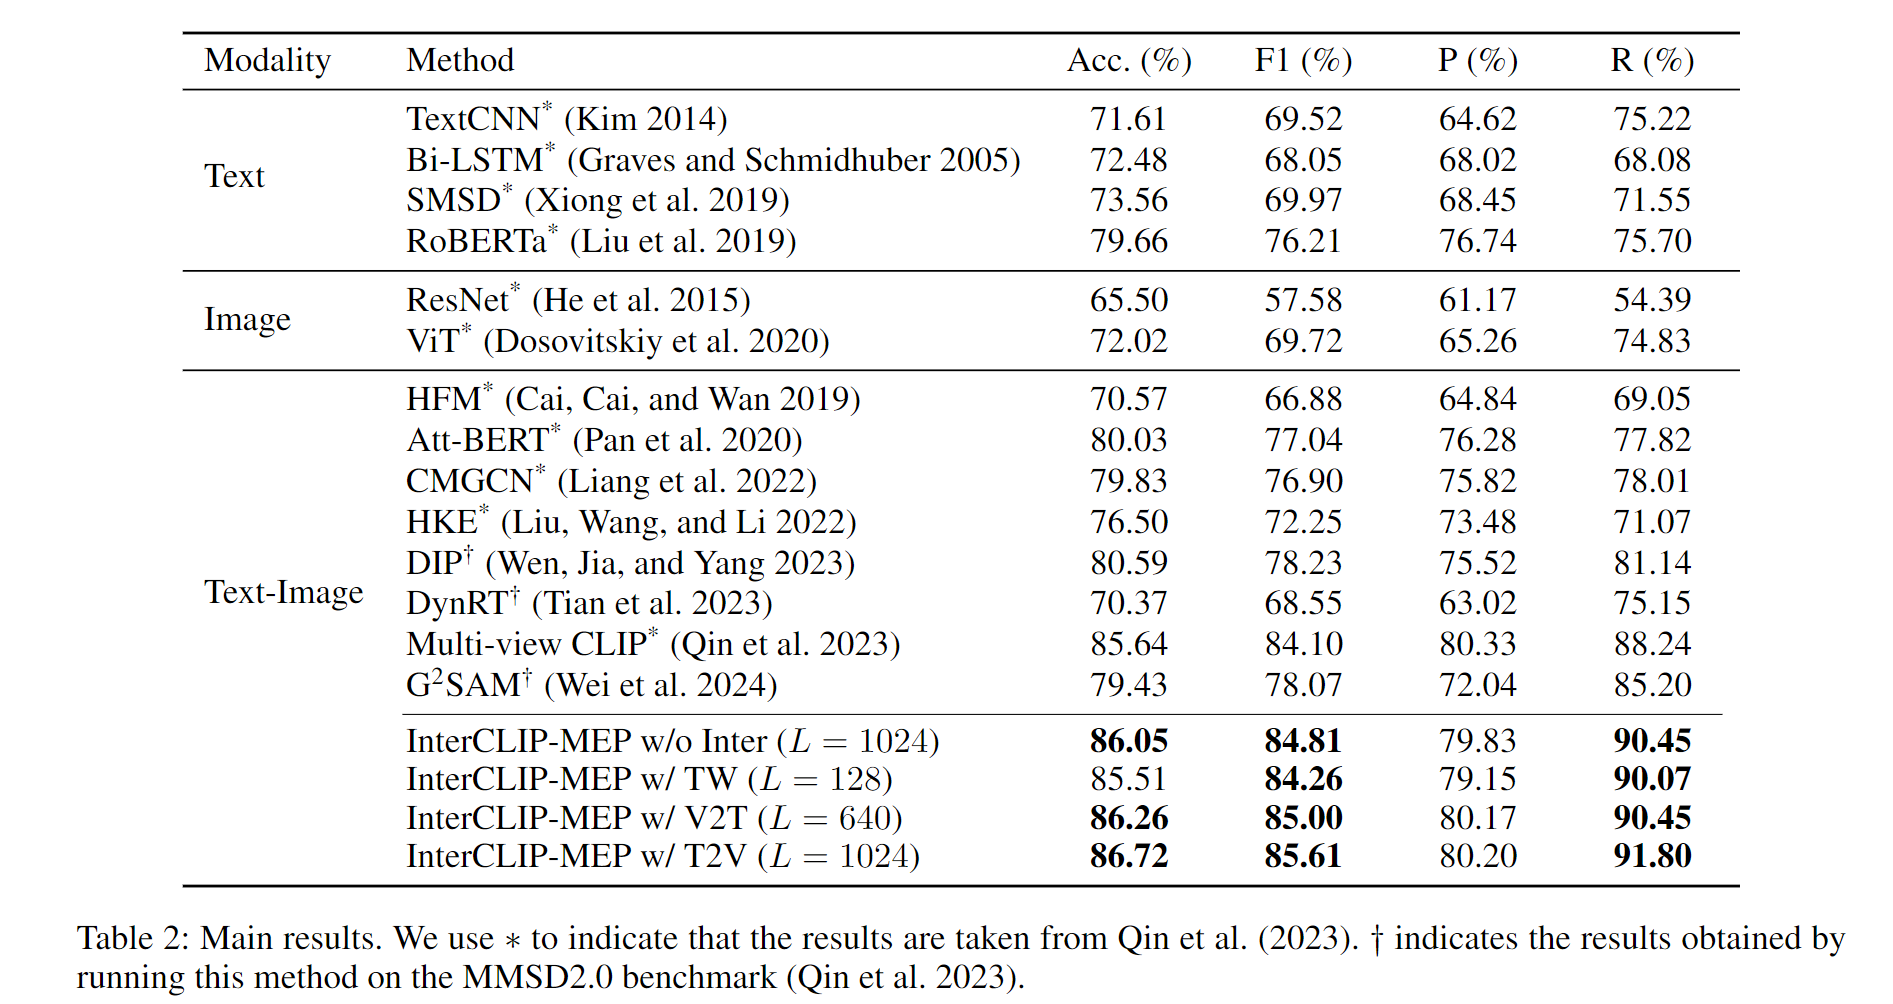 Modality Method Acc. (%) F1 (%) P (%) R (%)
Text
TextCNN* (Kim 2014) 71.61 69.52 64.62 75.22
Bi-LSTM* (Graves and Schmidhuber 2005) 72.48 68.05 68.02 68.08
SMSD* (Xiong et al. 2019) 73.56 69.97 68.45 71.55
RoBERTa* (Liu et al. 2019) 79.66 76.21 76.74 75.70
Image
ResNet* (He et al. 2015) 65.50 57.58 61.17 54.39
ViT* (Dosovitskiy et al. 2020) 72.02 69.72 65.26 74.83
Text-Image
HFM* (Cai, Cai, and Wan 2019) 70.57 66.88 64.84 69.05
Att-BERT* (Pan et al. 2020) 80.03 77.04 76.28 77.82
CMGCN* (Liang et al. 2022) 79.83 76.90 75.82 78.01
HKE* (Liu, Wang, and Li 2022) 76.50 72.25 73.48 71.07
DIP† (Wen, Jia, and Yang 2023) 80.59 78.23 75.52 81.14
DynRT† (Tian et al. 2023) 70.37 68.55 63.02 75.15
Multi-view CLIP* (Qin et al. 2023) 85.64 84.10 80.33 88.24
G²SAM† (Wei et al. 2024) 79.43 78.07 72.04 85.20
InterCLIP-MEP w/o Inter (L = 1024) 86.05 84.81 79.83 90.45
InterCLIP-MEP w/ TW (L = 128) 85.51 84.26 79.15 90.07
InterCLIP-MEP w/ V2T (L = 640) 86.26 85.00 80.17 90.45
InterCLIP-MEP w/ T2V (L = 1024) 86.72 85.61 80.20 91.80
Table 2: Main results. We use ∗ to indicate that the results are taken from Qin et al. (2023). † indicates the results obtained by
running this method on the MMSD2.0 benchmark (Qin et al. 2023).